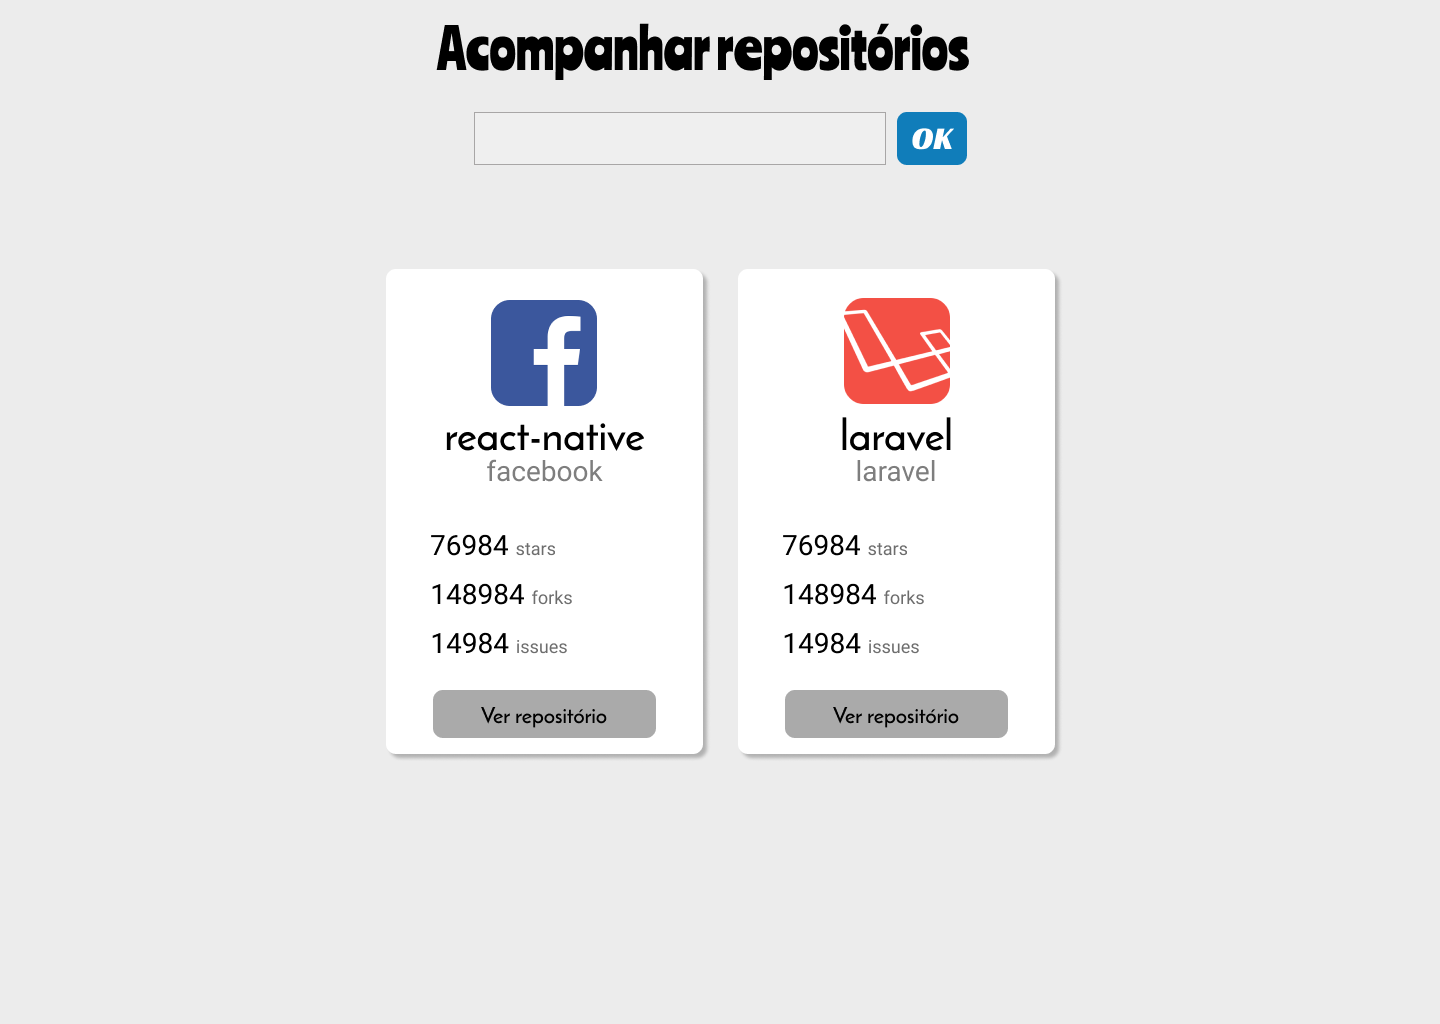 Acompanhar repositórios
OK
react-native
facebook
76984 stars
148984 forks
14984 issues
Ver repositório
laravel
laravel
76984 stars
148984 forks
14984 issues
Ver repositório